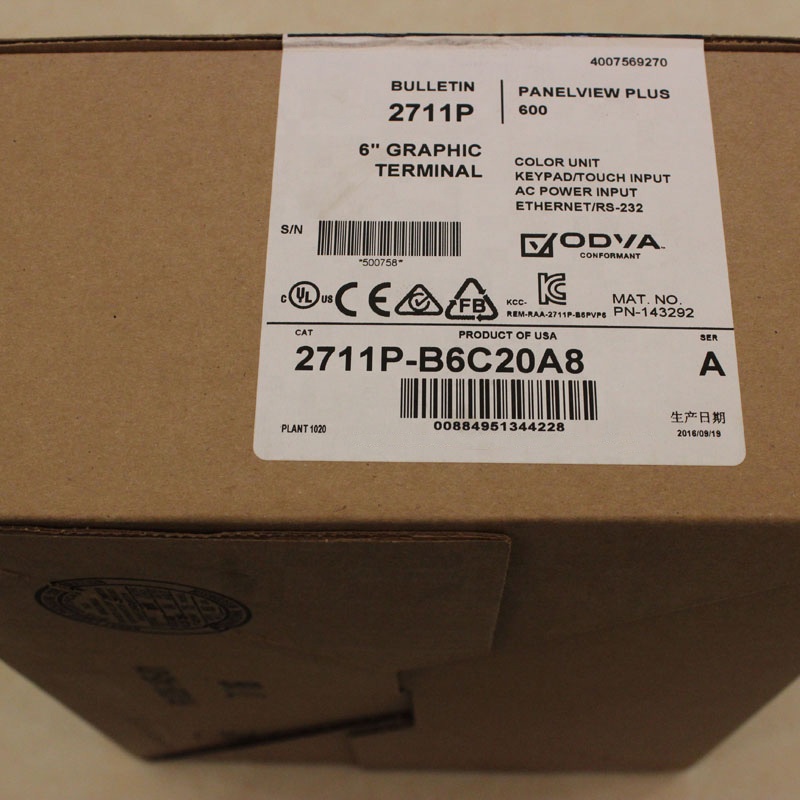 4007569270
BULLETIN
2711P
PANELVIEW PLUS
600
6" GRAPHIC
TERMINAL
COLOR UNIT
KEYPAD/TOUCH INPUT
AC POWER INPUT
ETHERNET/RS-232
S/N
*500758*
ODVA
CONFORMANT
C UL US
CE
FB
KCC-
REM-RAA-2711P-B6PVP6
MAT. NO.
PN-143292
CAT
PRODUCT OF USA
SER
2711P-B6C20A8
A
00884951344228
PLANT 1020
生产日期
2016/09/19